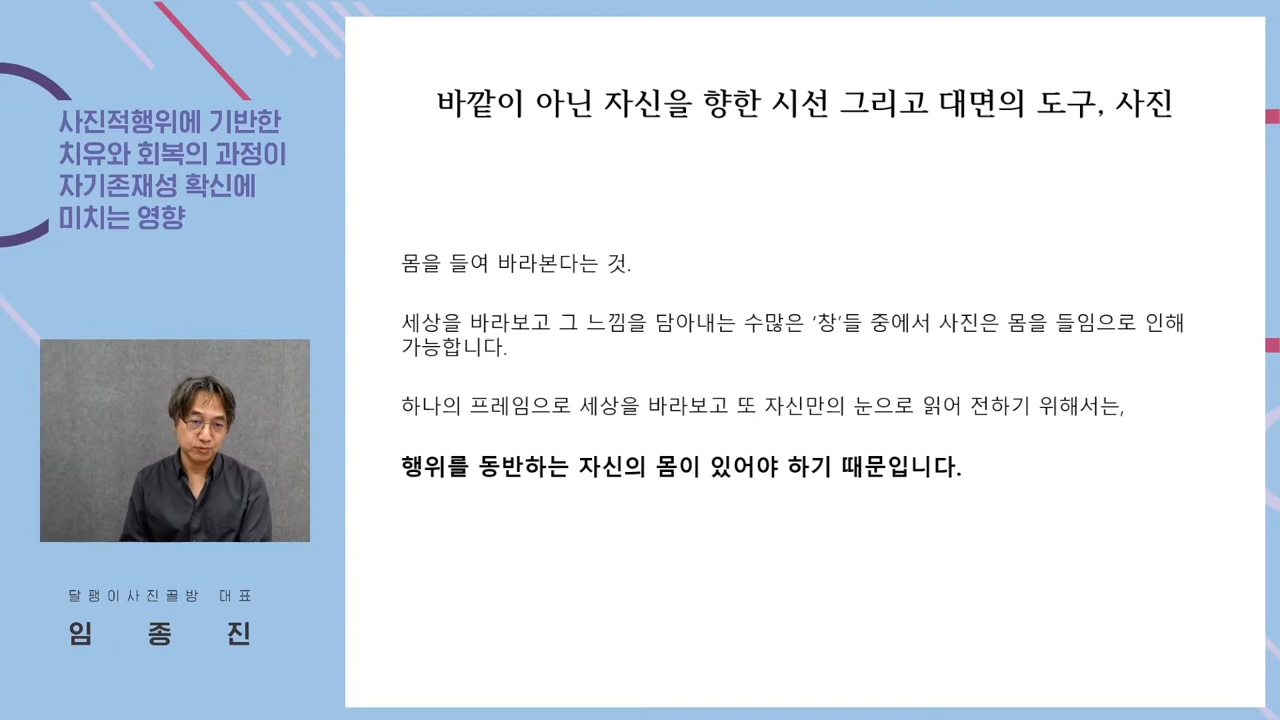 사진적행위에 기반한
치유와 회복의 과정이
자기존재성 확신에
미치는 영향
달팽이사진골방 대표
임 종 진
바깥이 아닌 자신을 향한 시선 그리고 대면의 도구, 사진
몸을 들여 바라본다는 것.
세상을 바라보고 그 느낌을 담아내는 수많은 ‘창’들 중에서 사진은 몸을 들임으로 인해
가능합니다.
하나의 프레임으로 세상을 바라보고 또 자신만의 눈으로 읽어 전하기 위해서는,
행위를 동반하는 자신의 몸이 있어야 하기 때문입니다.